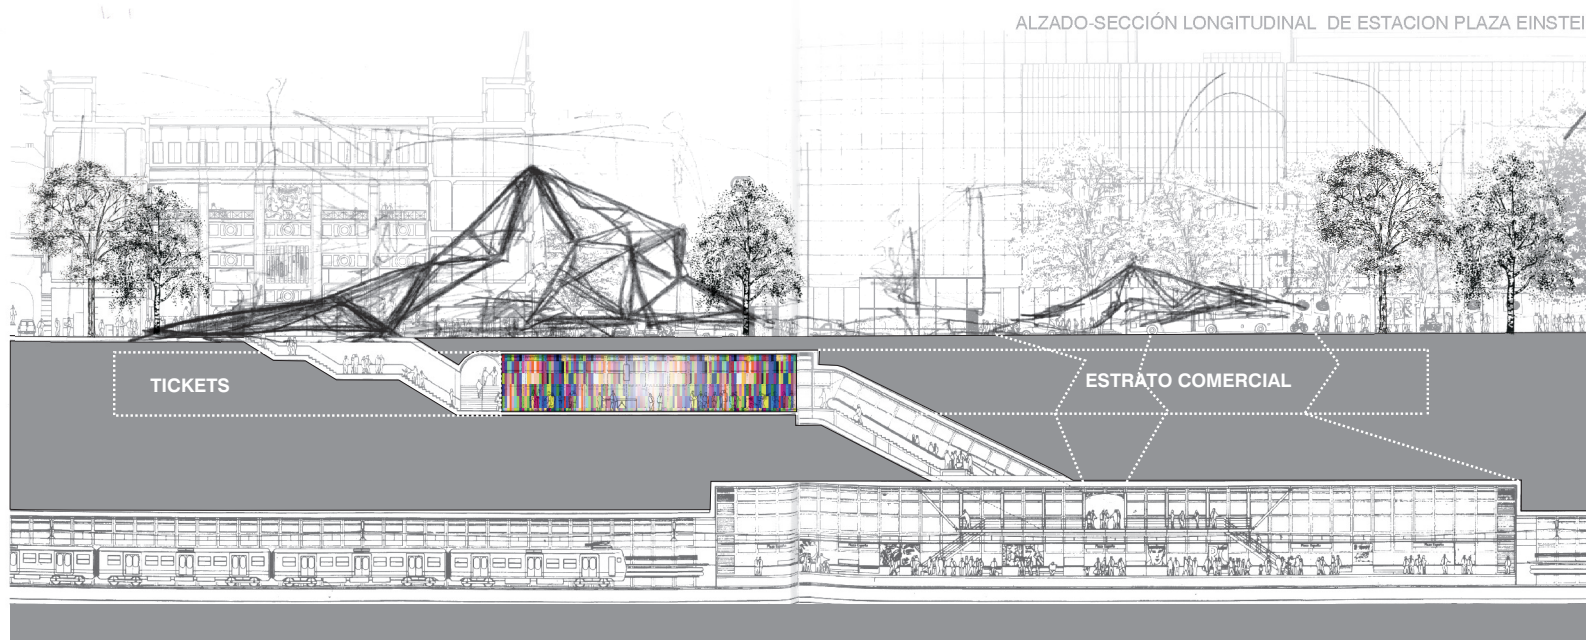 ALZADO-SECCIÓN LONGITUDINAL DE ESTACION PLAZA EINSTEI
TICKETS
ESTRATO COMERCIAL